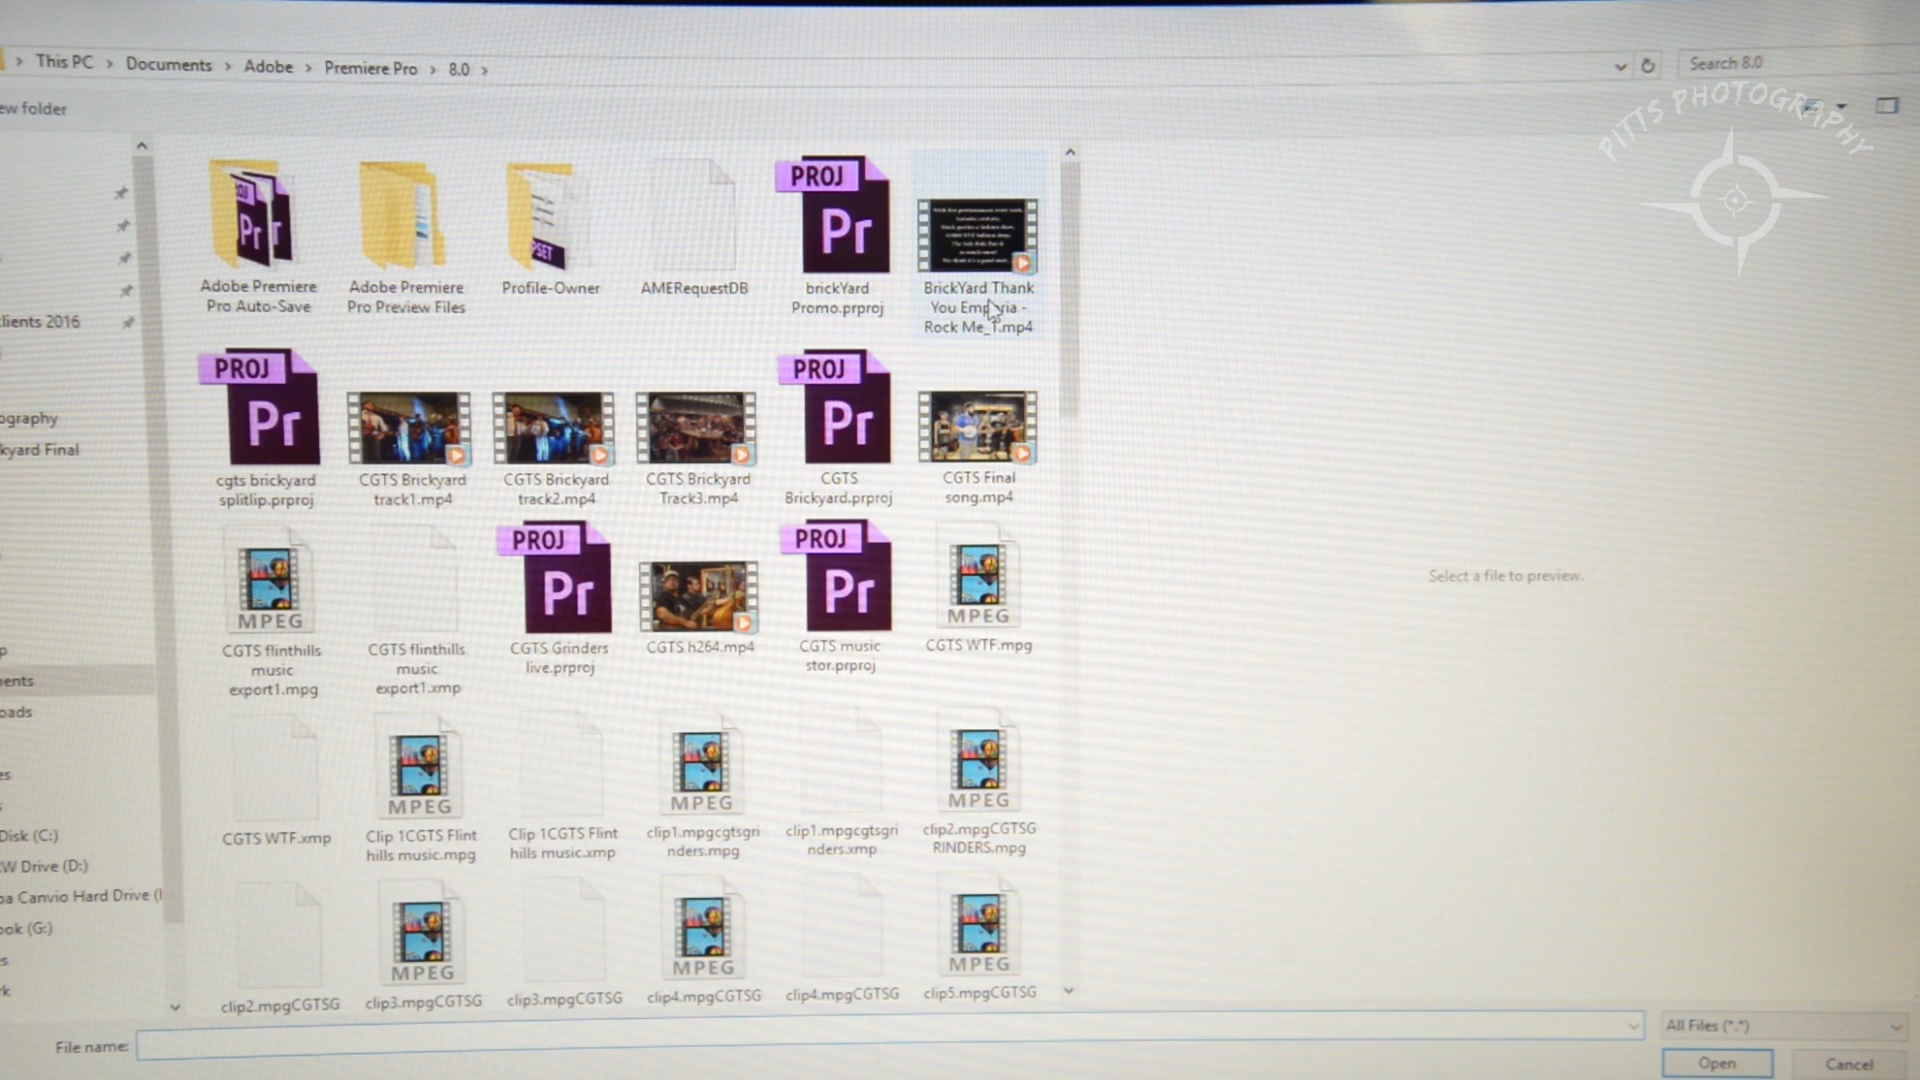 This PC > Documents > Adobe > Premiere Pro > 8.0 >
Search 8.0
PITTS PHOTOGRAPHY
ew folder
PROJ
Pr
Adobe Premiere
Pro Auto-Save
Adobe Premiere
Pro Preview Files
Profile-Owner
AMERequestDB
brickYard
Promo.prproj
BrickYard Thank
You Emporia -
Rock Me_1.mp4
lients 2016
PROJ
Pr
PROJ
Pr
ography
kyard Final
cgts brickyard
splitlip.prproj
CGTS Brickyard
track1.mp4
CGTS Brickyard
track2.mp4
CGTS Brickyard
Track3.mp4
CGTS
Brickyard.prproj
CGTS Final
song.mp4
MPEG
PROJ
Pr
PROJ
Pr
MPEG
CGTS flinthills
music
export1.mpg
CGTS flinthills
music
export1.xmp
CGTS Grinders
live.prproj
CGTS h264.mp4
CGTS music
stor.prproj
CGTS WTF.mpg
Select a file to preview.
p
ents
oads
MPEG
MPEG
MPEG
es
CGTS WTF.xmp
Clip 1CGTS Flint
hills music.mpg
Clip 1CGTS Flint
hills music.xmp
clip1.mpgcgtsgri
nders.mpg
clip1.mpgcgtsgri
nders.xmp
clip2.mpgCGTSG
RINDERS.mpg
Disk (C:)
W Drive (D:)
ba Canvio Hard Drive (I
ook (G:)
s
rk
MPEG
MPEG
MPEG
clip2.mpgCGTSG
clip3.mpgCGTSG
clip3.mpgCGTSG
clip4.mpgCGTSG
clip4.mpgCGTSG
clip5.mpgCGTSG
File name:
All Files (*.*)
Open
Cancel